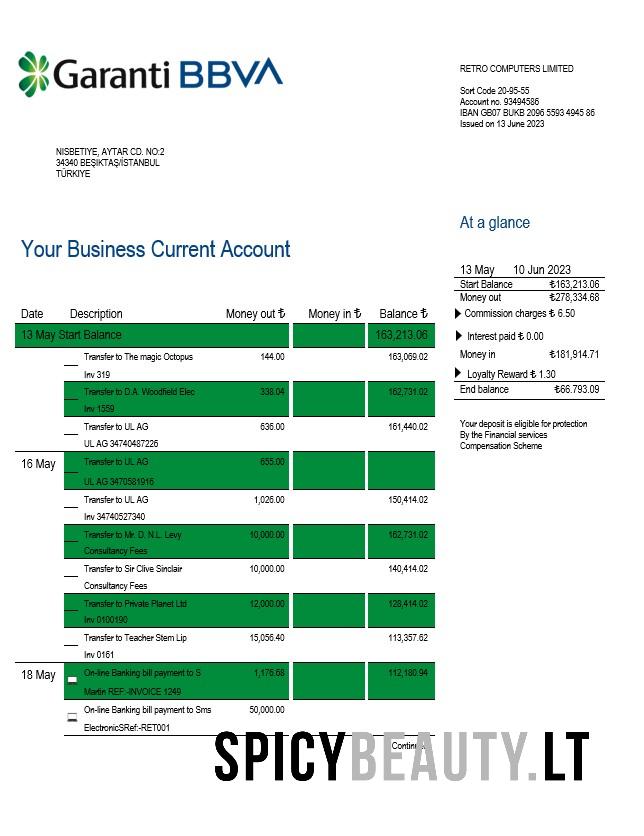 Garanti BBVA
RETRO COMPUTERS LIMITED
Sort Code 20-95-55
Account no. 93494586
IBAN GB07 BUKB 2096 5593 4945 86
Issued on 13 June 2023
NISBETIYE, AYTAR CD. NO:2
34340 BEŞIKTAŞ/İSTANBUL
TÜRKIYE
At a glance
Your Business Current Account
13 May 10 Jun 2023
Start Balance ₺163,213.06
Money out ₺278,334.68
Commission charges ₺ 6.50
Interest paid ₺ 0.00
Money in ₺181,914.71
Loyalty Reward ₺ 1.30
End balance ₺66.793.09
Your deposit is eligible for protection
By the Financial services
Compensation Scheme
Date Description Money out ₺ Money in ₺ Balance ₺
13 May Start Balance 163,213.06
Transfer to The magic Octopus 144.00 163,069.02
Inv 319
Transfer to D.A. Woodfield Elec 338.04 162,731.02
Inv 1559
Transfer to UL AG 636.00 161,440.02
UL AG 34740487226
16 May Transfer to UL AG 655.00
UL AG 3470581916
Transfer to UL AG 1,026.00 150,414.02
Inv 34740527340
Transfer to Mr. D. N.L. Levy 10,000.00 162,731.02
Consultancy Fees
Transfer to Sir Clive Sinclair 10,000.00 140,414.02
Consultancy Fees
Transfer to Private Planet Ltd 12,000.00 128,414.02
Inv 0100190
Transfer to Teacher Stem Lip 15,056.40 113,357.62
Inv 0161
18 May On-line Banking bill payment to S 1,176.68 112,180.94
Martin REF:-INVOICE 1249
On-line Banking bill payment to Sms 50,000.00
ElectronicSRef:-RET001
SPICYBEAUTY.LT